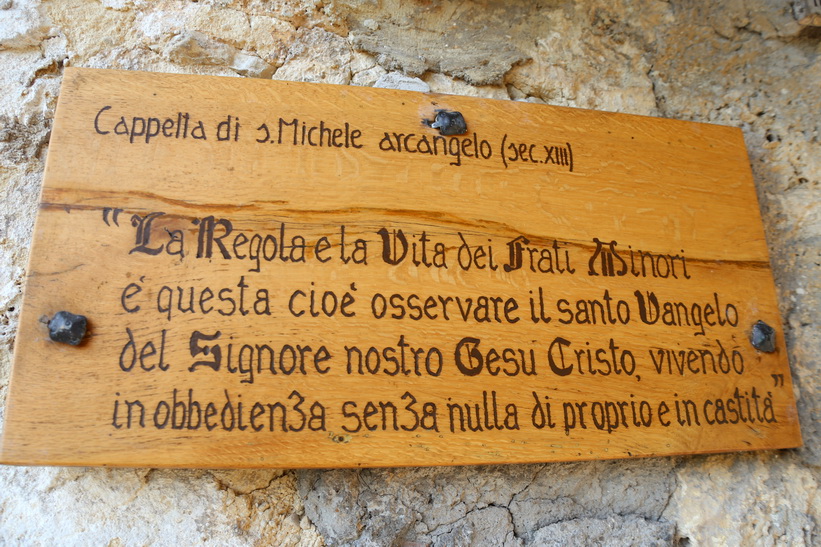 Cappella di s.Michele arcangelo (sec.XIII)
"La Regola e la Vita dei Frati Minori
è questa cioè osservare il santo Vangelo
del Signore nostro Gesu Cristo, vivendo
in obbedienza senza nulla di proprio e in castita"